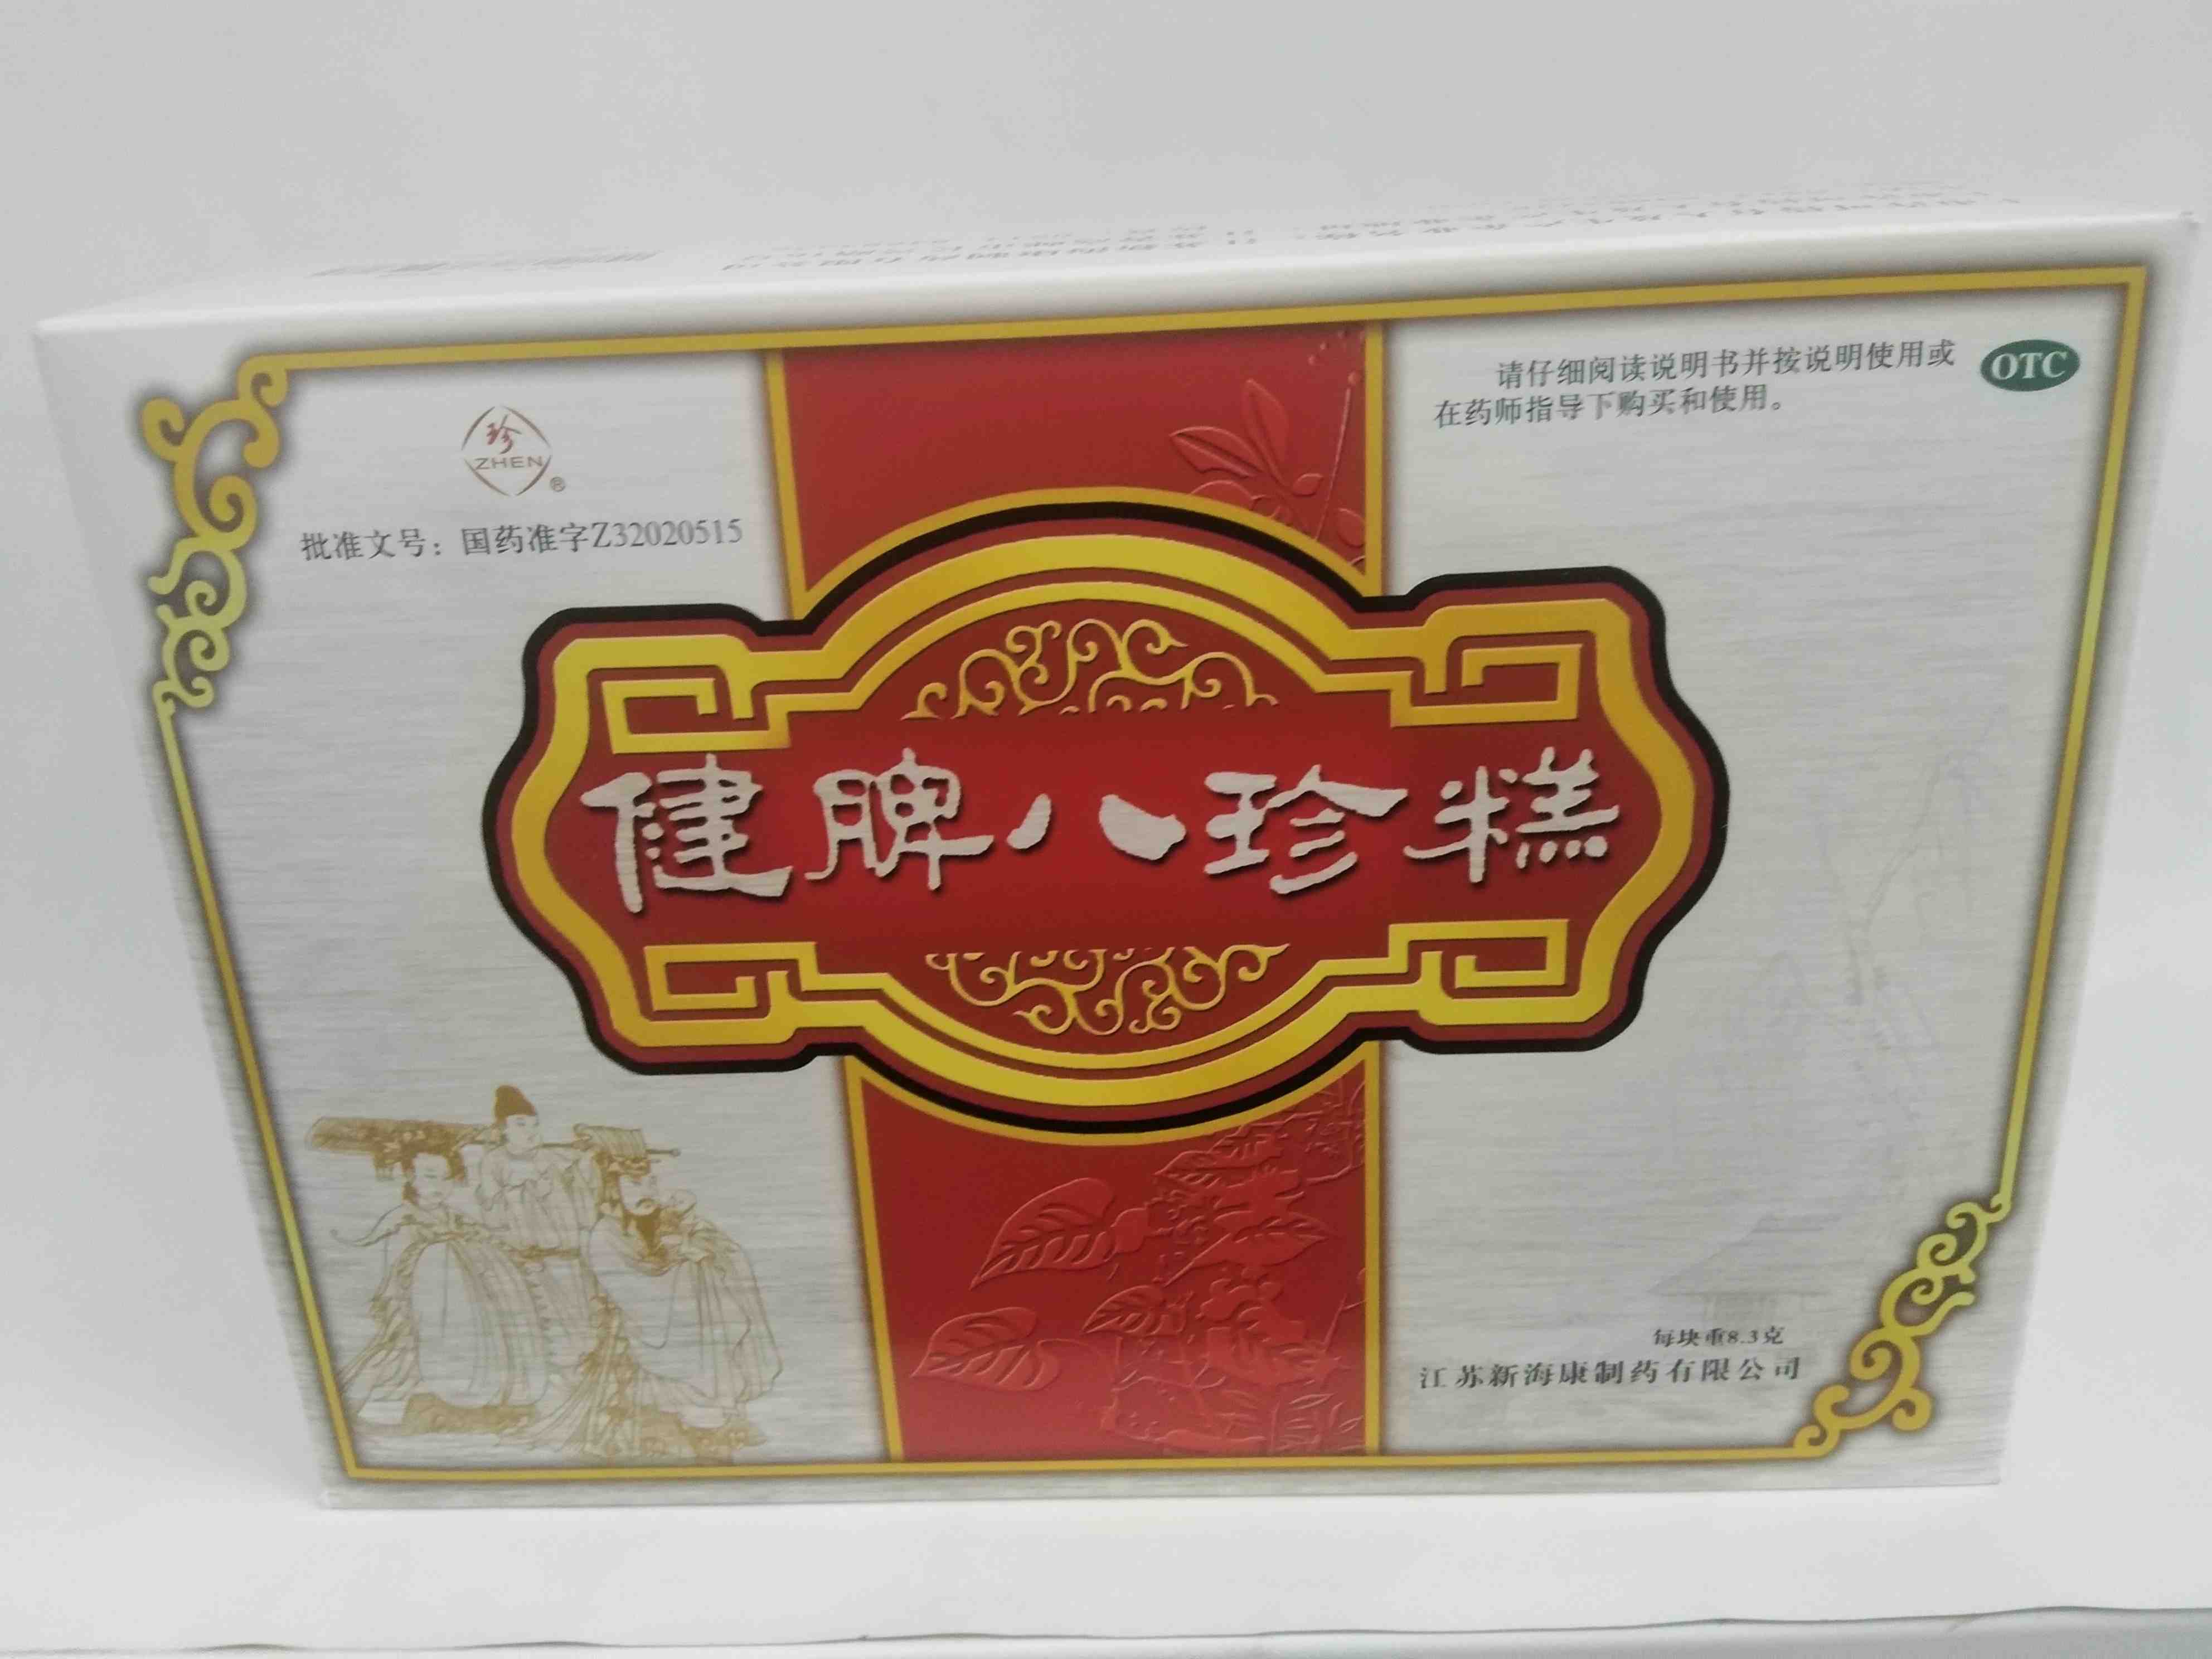 珍
ZHEN
®
批准文号：国药准字Z32020515
请仔细阅读说明书并按说明使用或
在药师指导下购买和使用。
OTC
健脾八珍糕
每块重8.3克
江苏新海康制药有限公司